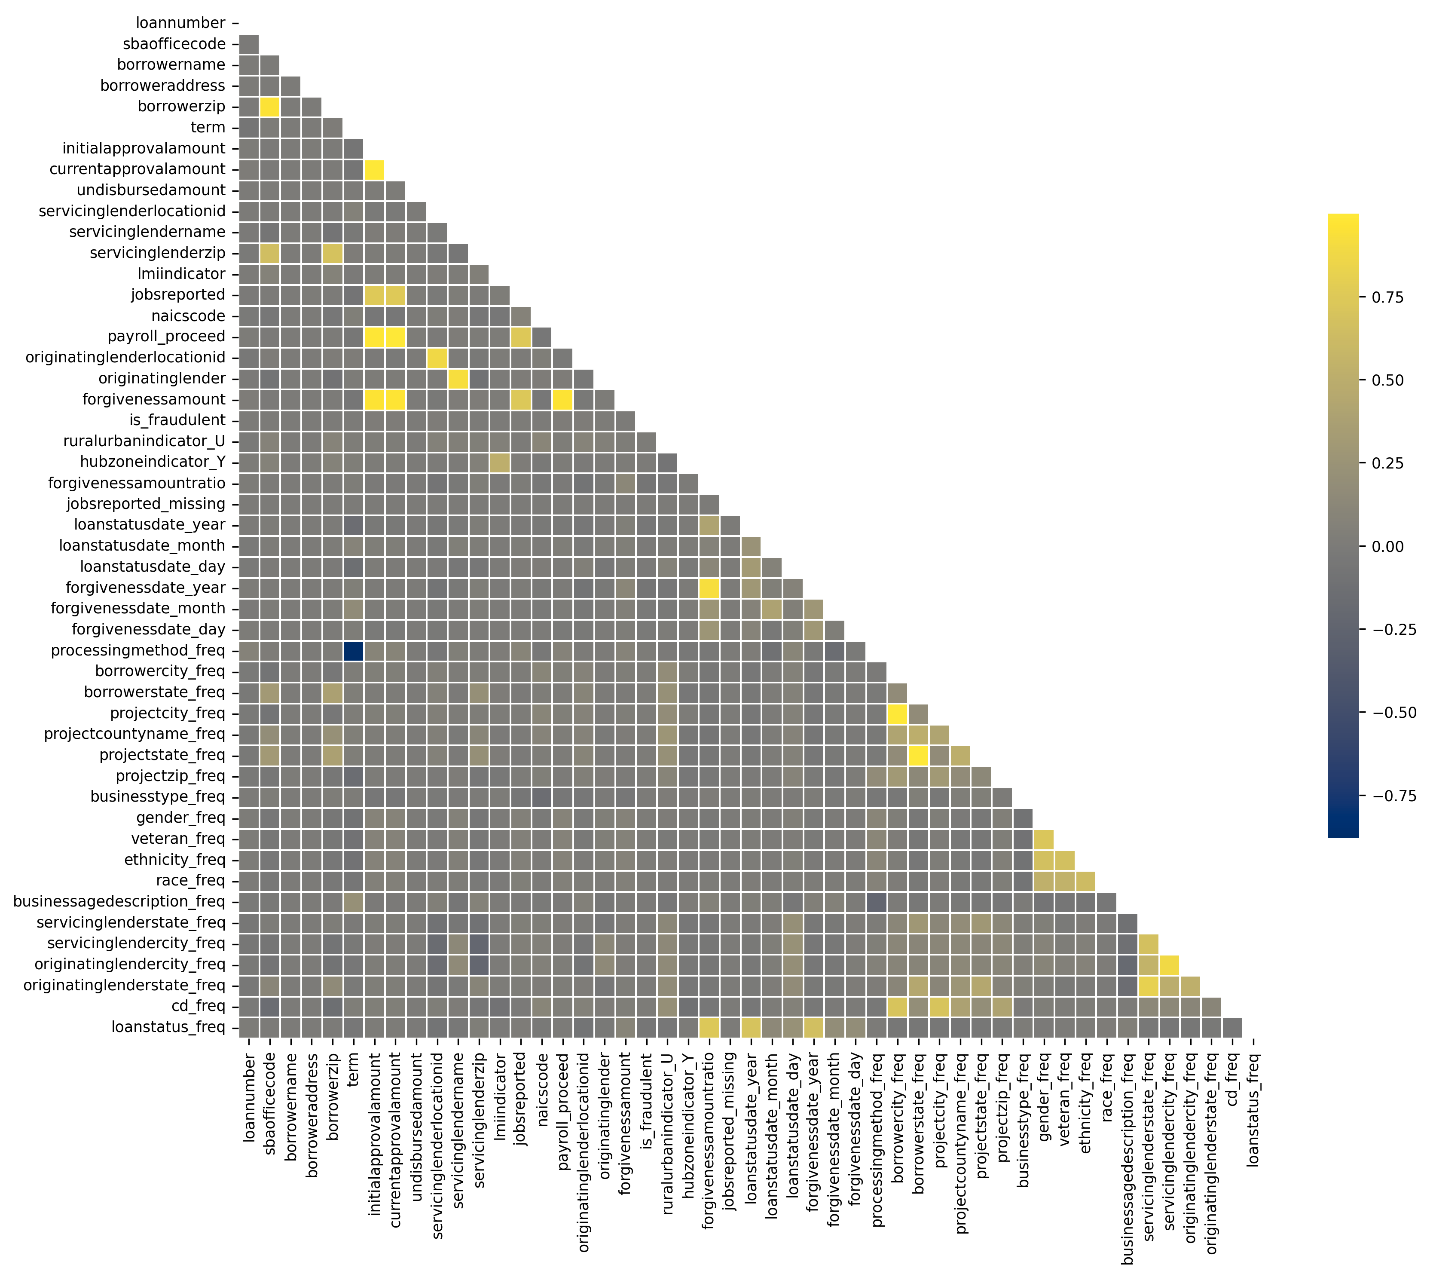 loannumber
sbaofficecode
borrowername
borroweraddress
borrowerzip
term
initialapprovalamount
currentapprovalamount
undisbursedamount
servicinglenderlocationid
servicinglendername
servicinglenderzip
lmiindicator
jobsreported
naicscode
payroll_proceed
originatinglenderlocationid
originatinglender
forgivenessamount
is_fraudulent
ruralurbanindicator_U
hubzoneindicator_Y
forgivenessamountratio
jobsreported_missing
loanstatusdate_year
loanstatusdate_month
loanstatusdate_day
forgivenessdate_year
forgivenessdate_month
forgivenessdate_day
processingmethod_freq
borrowercity_freq
borrowerstate_freq
projectcity_freq
projectcountyname_freq
projectstate_freq
projectzip_freq
businesstype_freq
gender_freq
veteran_freq
ethnicity_freq
race_freq
businessagedescription_freq
servicinglenderstate_freq
servicinglendercity_freq
originatinglendercity_freq
originatinglenderstate_freq
cd_freq
loanstatus_freq
loannumber
sbaofficecode
borrowername
borroweraddress
borrowerzip
term
initialapprovalamount
currentapprovalamount
undisbursedamount
servicinglenderlocationid
servicinglendername
servicinglenderzip
lmiindicator
jobsreported
naicscode
payroll_proceed
originatinglenderlocationid
originatinglender
forgivenessamount
is_fraudulent
ruralurbanindicator_U
hubzoneindicator_Y
forgivenessamountratio
jobsreported_missing
loanstatusdate_year
loanstatusdate_month
loanstatusdate_day
forgivenessdate_year
forgivenessdate_month
forgivenessdate_day
processingmethod_freq
borrowercity_freq
borrowerstate_freq
projectcity_freq
projectcountyname_freq
projectstate_freq
projectzip_freq
businesstype_freq
gender_freq
veteran_freq
ethnicity_freq
race_freq
businessagedescription_freq
servicinglenderstate_freq
servicinglendercity_freq
originatinglendercity_freq
originatinglenderstate_freq
cd_freq
loanstatus_freq
0.75
0.50
0.25
0.00
−0.25
−0.50
−0.75